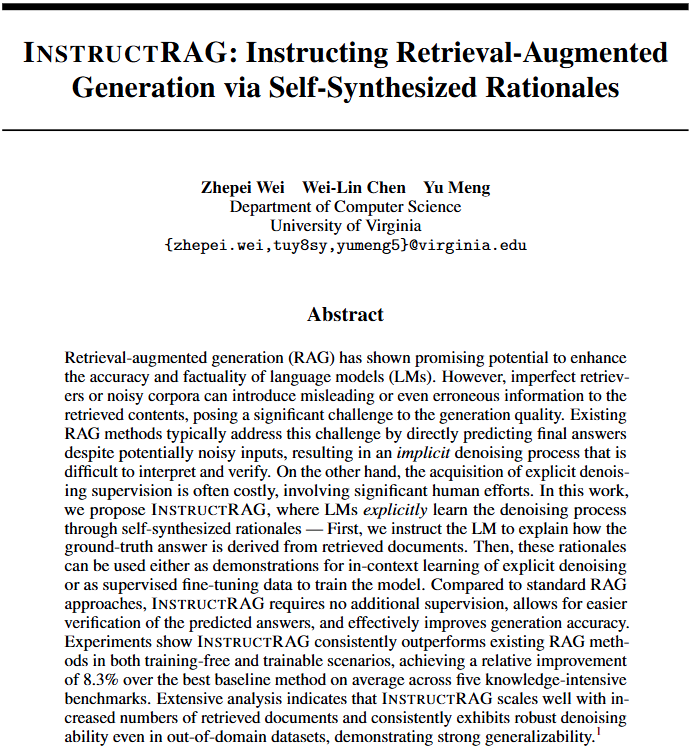 INSTRUCTRAG: Instructing Retrieval-Augmented
Generation via Self-Synthesized Rationales
Zhepei Wei Wei-Lin Chen Yu Meng
Department of Computer Science
University of Virginia
{zhepei.wei,tuy8sy,yumeng5}@virginia.edu
Abstract
Retrieval-augmented generation (RAG) has shown promising potential to enhance
the accuracy and factuality of language models (LMs). However, imperfect retriev-
ers or noisy corpora can introduce misleading or even erroneous information to the
retrieved contents, posing a significant challenge to the generation quality. Existing
RAG methods typically address this challenge by directly predicting final answers
despite potentially noisy inputs, resulting in an implicit denoising process that is
difficult to interpret and verify. On the other hand, the acquisition of explicit denois-
ing supervision is often costly, involving significant human efforts. In this work,
we propose INSTRUCTRAG, where LMs explicitly learn the denoising process
through self-synthesized rationales — First, we instruct the LM to explain how the
ground-truth answer is derived from retrieved documents. Then, these rationales
can be used either as demonstrations for in-context learning of explicit denoising
or as supervised fine-tuning data to train the model. Compared to standard RAG
approaches, INSTRUCTRAG requires no additional supervision, allows for easier
verification of the predicted answers, and effectively improves generation accuracy.
Experiments show INSTRUCTRAG consistently outperforms existing RAG meth-
ods in both training-free and trainable scenarios, achieving a relative improvement
of 8.3% over the best baseline method on average across five knowledge-intensive
benchmarks. Extensive analysis indicates that INSTRUCTRAG scales well with in-
creased numbers of retrieved documents and consistently exhibits robust denoising
ability even in out-of-domain datasets, demonstrating strong generalizability.1